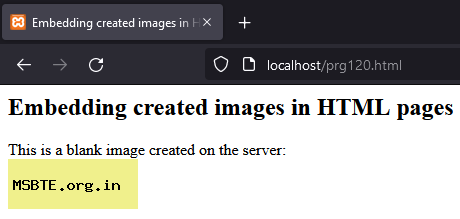 Embedding created images in H
localhost/prg120.html
Embedding created images in HTML pages
This is a blank image created on the server:
MSBTE.org.in